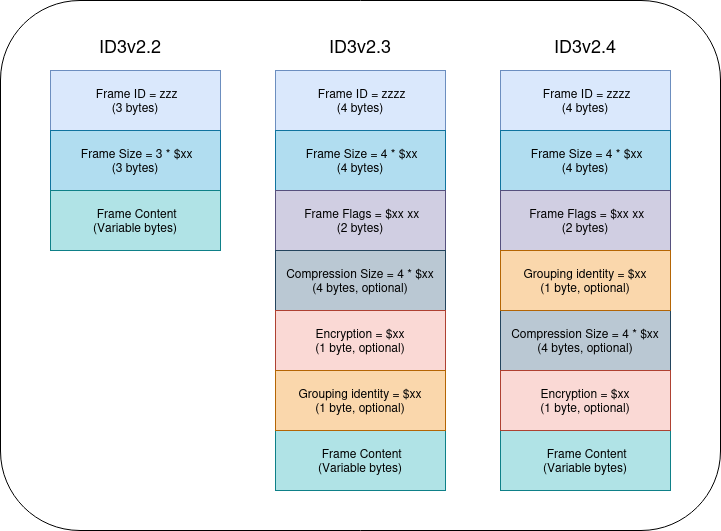 ID3v2.2
Frame ID = zzz
(3 bytes)
Frame Size = 3 * $xx
(3 bytes)
Frame Content
(Variable bytes)
ID3v2.3
Frame ID = zzzz
(4 bytes)
Frame Size = 4 * $xx
(4 bytes)
Frame Flags = $xx xx
(2 bytes)
Compression Size = 4 * $xx
(4 bytes, optional)
Encryption = $xx
(1 byte, optional)
Grouping identity = $xx
(1 byte, optional)
Frame Content
(Variable bytes)
ID3v2.4
Frame ID = zzzz
(4 bytes)
Frame Size = 4 * $xx
(4 bytes)
Frame Flags = $xx xx
(2 bytes)
Grouping identity = $xx
(1 byte, optional)
Compression Size = 4 * $xx
(4 bytes, optional)
Encryption = $xx
(1 byte, optional)
Frame Content
(Variable bytes)